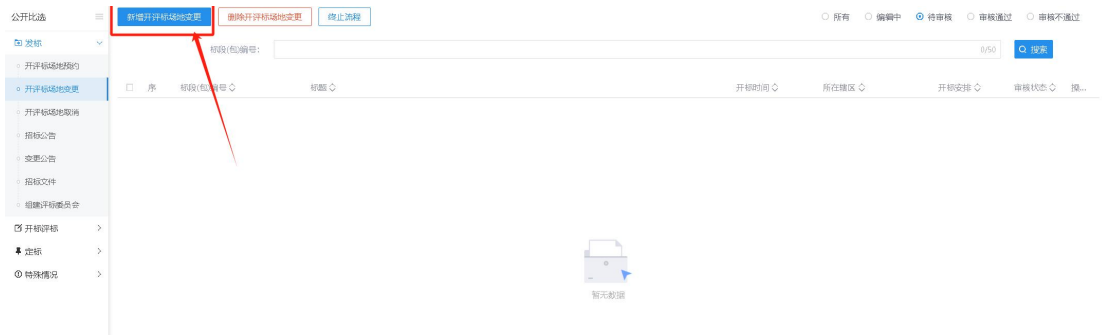 公开比选
新增开评标场地变更 删除开评标场地变更 终止流程 所有 编辑中 待审核 审核通过 审核不通过
发标
标段(包)编号: 0/50 搜索
开评标场地预约
开评标场地变更
序 标段(包)编号 标题 开标时间 所在辖区 开标安排 审核状态 操...
开评标场地取消
招标公告
变更公告
招标文件
组建评标委员会
开标评标
定标
特殊情况
暂无数据